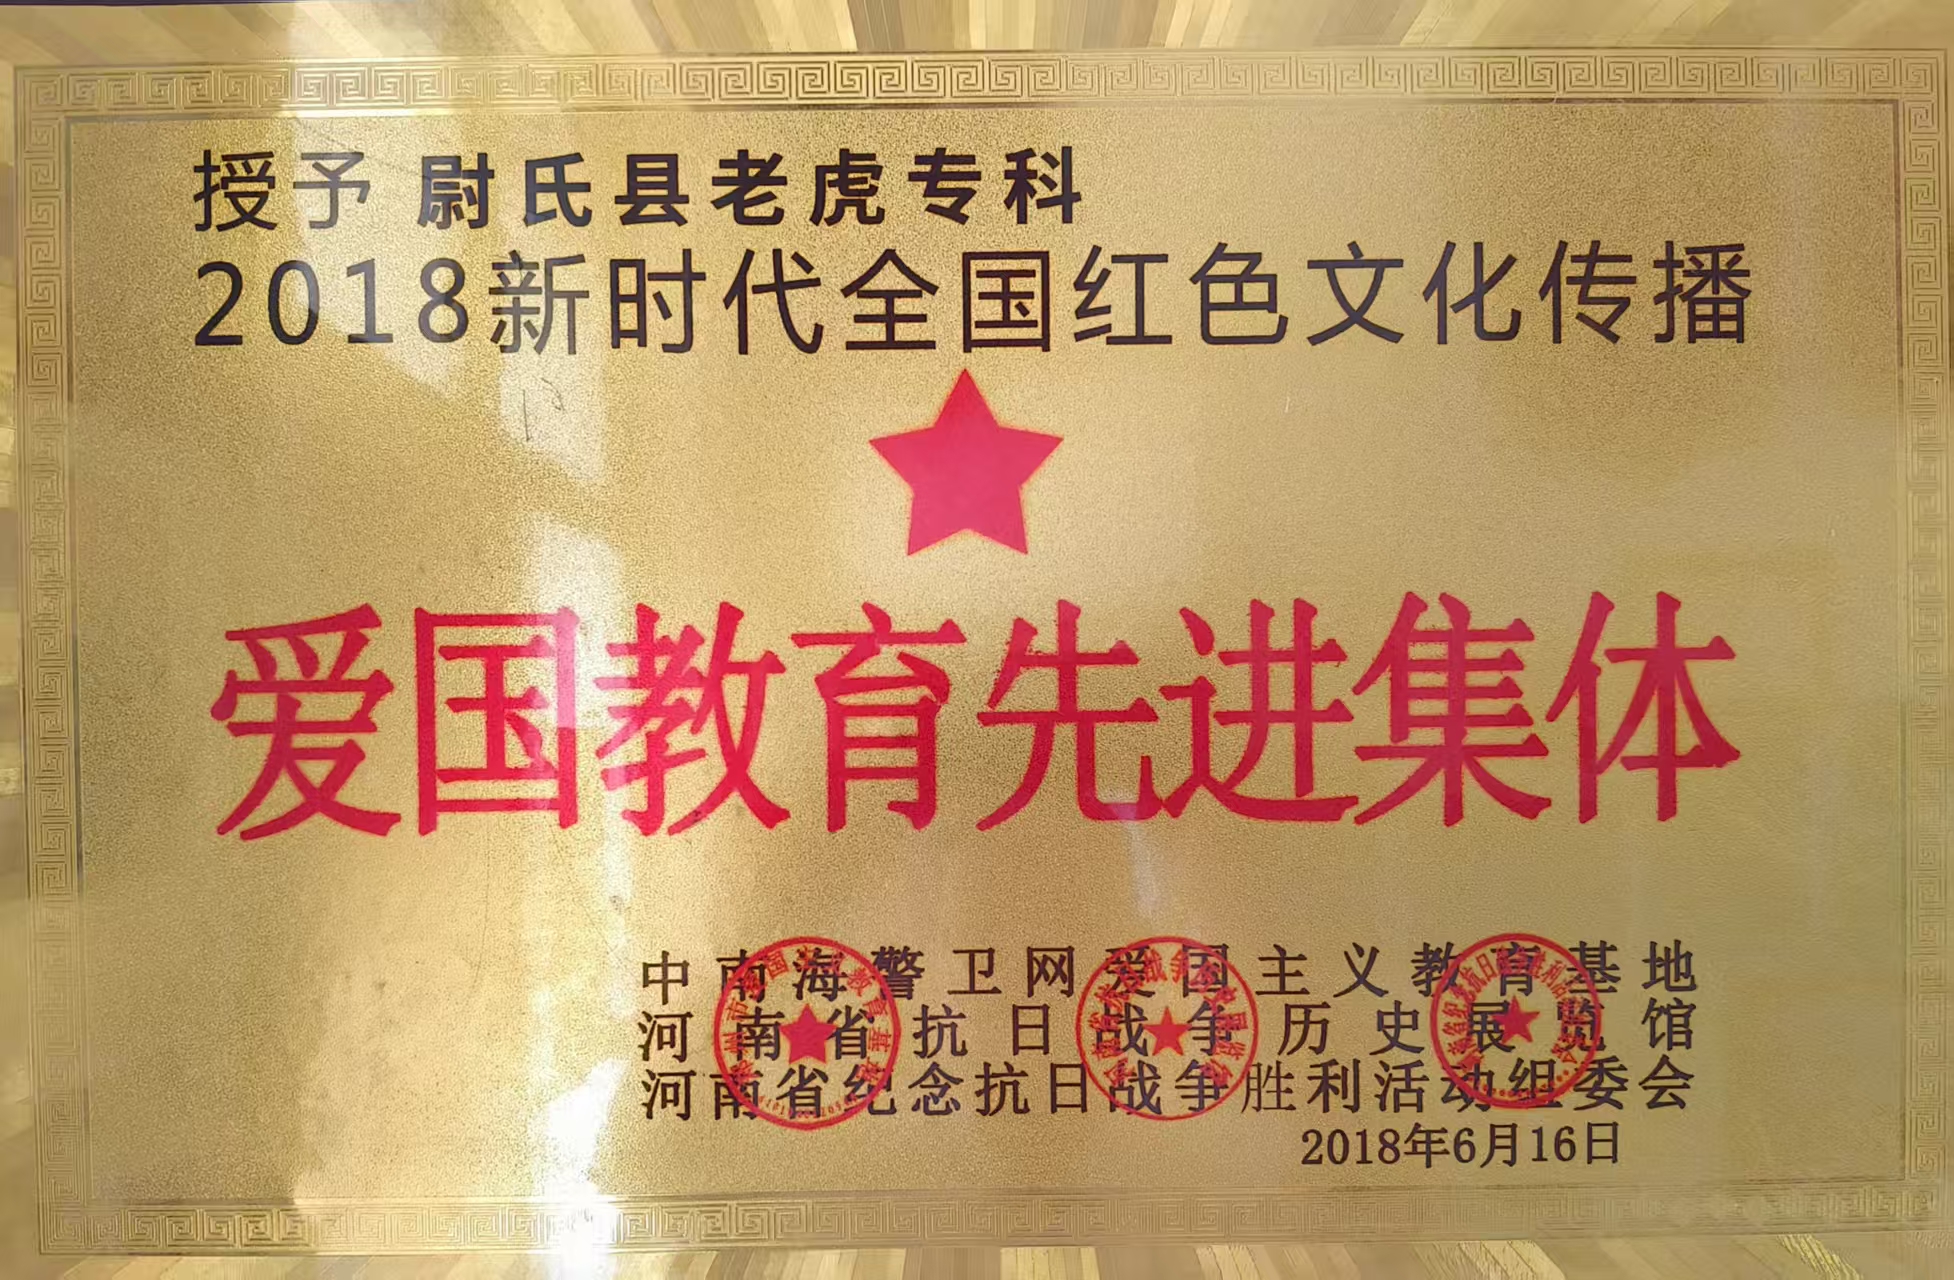 授予 尉氏县老虎专科
2018新时代全国红色文化传播
爱国教育先进集体
中南海警卫网爱国主义教育基地
河南省抗日战争历史展览馆
河南省纪念抗日战争胜利活动组委会
2018年6月16日